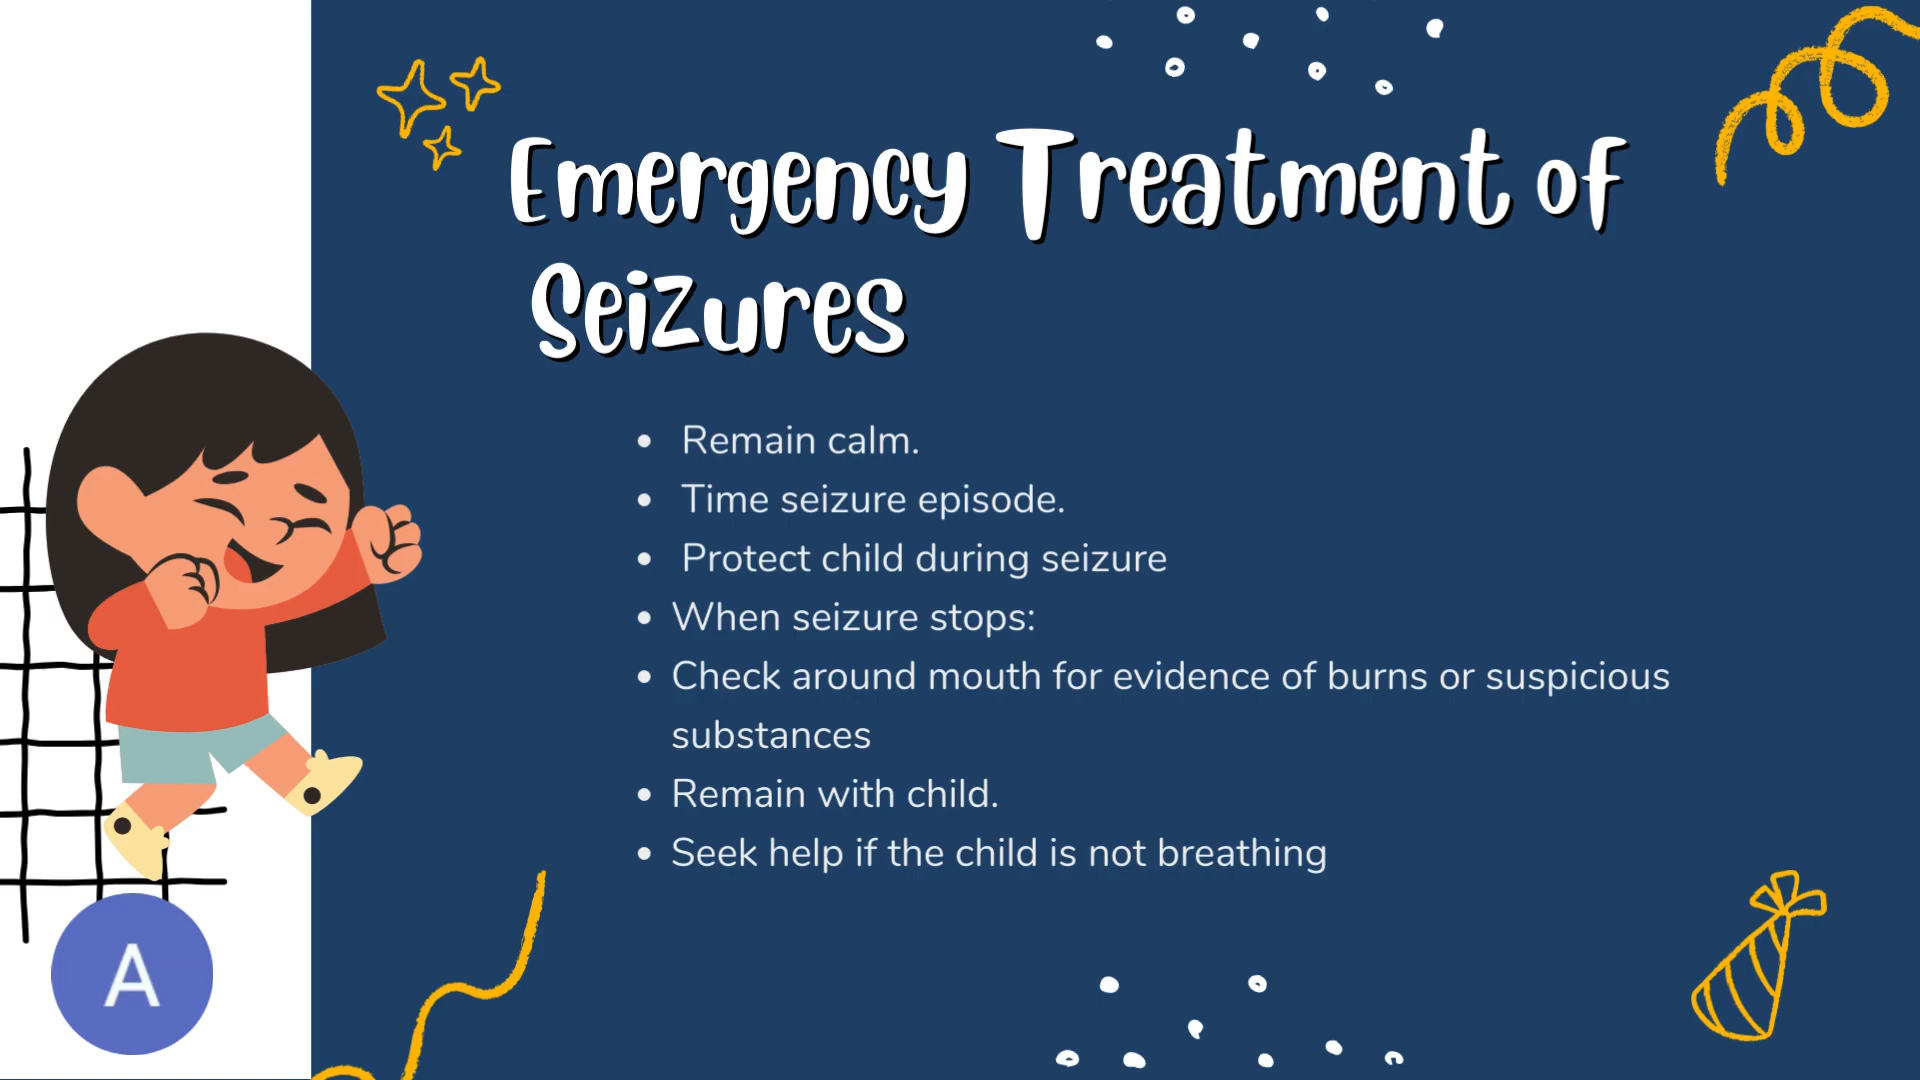 Emergency Treatment of
Seizures
• Remain calm.
• Time seizure episode.
• Protect child during seizure
• When seizure stops:
• Check around mouth for evidence of burns or suspicious
substances
• Remain with child.
• Seek help if the child is not breathing
A